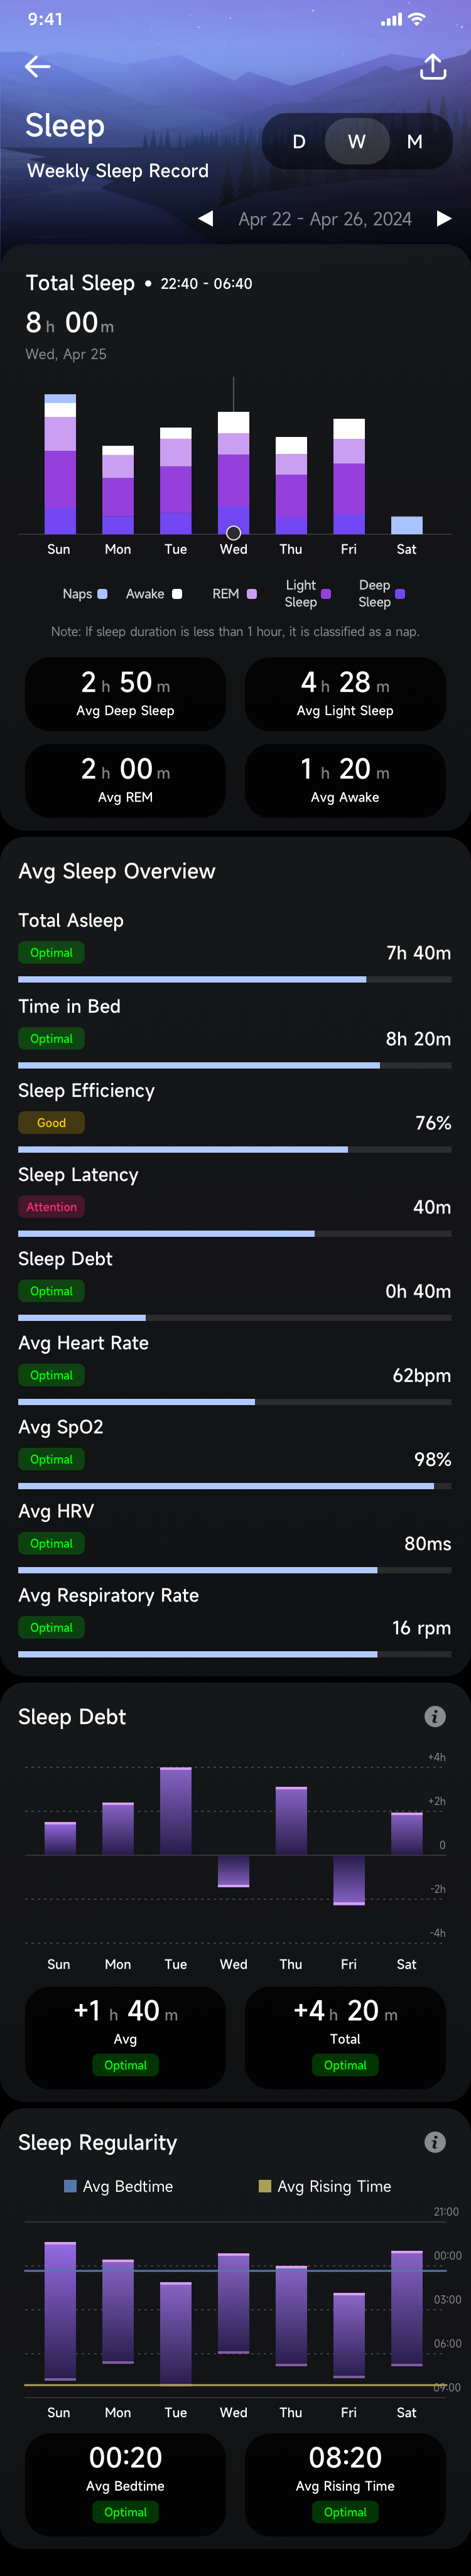 9:41
Sleep
D W M
Weekly Sleep Record
Apr 22 - Apr 26, 2024
Total Sleep • 22:40 - 06:40
8 h 00 m
Wed, Apr 25
Sun Mon Tue Wed Thu Fri Sat
Naps Awake REM Light Sleep Deep Sleep
Note: If sleep duration is less than 1 hour, it is classified as a nap.
2 h 50 m
Avg Deep Sleep
4 h 28 m
Avg Light Sleep
2 h 00 m
Avg REM
1 h 20 m
Avg Awake
Avg Sleep Overview
Total Asleep
Optimal 7h 40m
Time in Bed
Optimal 8h 20m
Sleep Efficiency
Good 76%
Sleep Latency
Attention 40m
Sleep Debt
Optimal 0h 40m
Avg Heart Rate
Optimal 62bpm
Avg SpO2
Optimal 98%
Avg HRV
Optimal 80ms
Avg Respiratory Rate
Optimal 16 rpm
Sleep Debt i
+4h
+2h
0
-2h
-4h
Sun Mon Tue Wed Thu Fri Sat
+1 h 40 m
Avg
Optimal
+4 h 20 m
Total
Optimal
Sleep Regularity i
Avg Bedtime Avg Rising Time
21:00
00:00
03:00
06:00
09:00
Sun Mon Tue Wed Thu Fri Sat
00:20
Avg Bedtime
Optimal
08:20
Avg Rising Time
Optimal